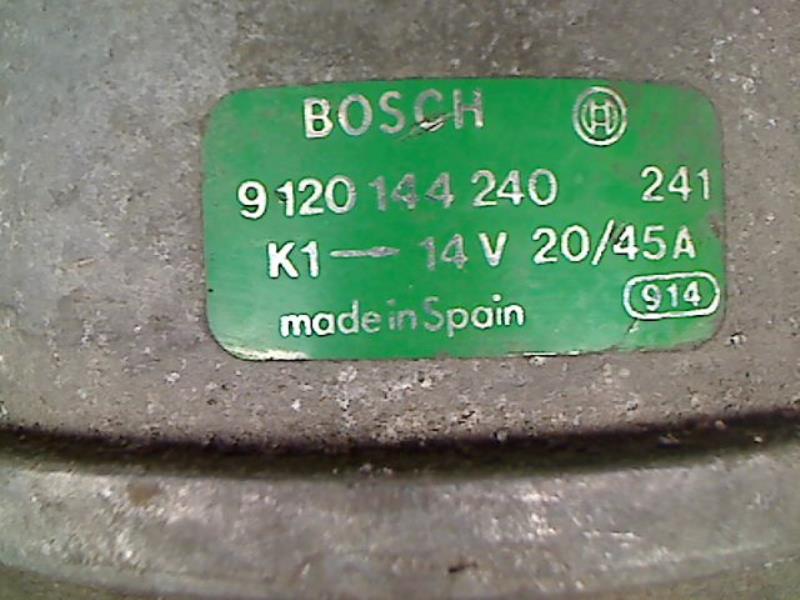 BOSCH
9 120 144 240 241
K1 — 14 V 20/45A
914
made in Spain